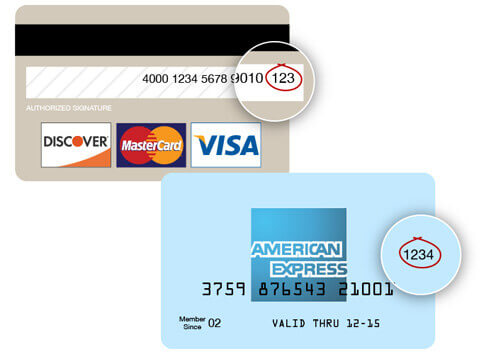 4000 1234 5678 9010 123
AUTHORIZED SIGNATURE
DISCOVER MasterCard VISA
AMERICAN
EXPRESS
1234
3759 876543 21001
Member
Since 02 VALID THRU 12-15